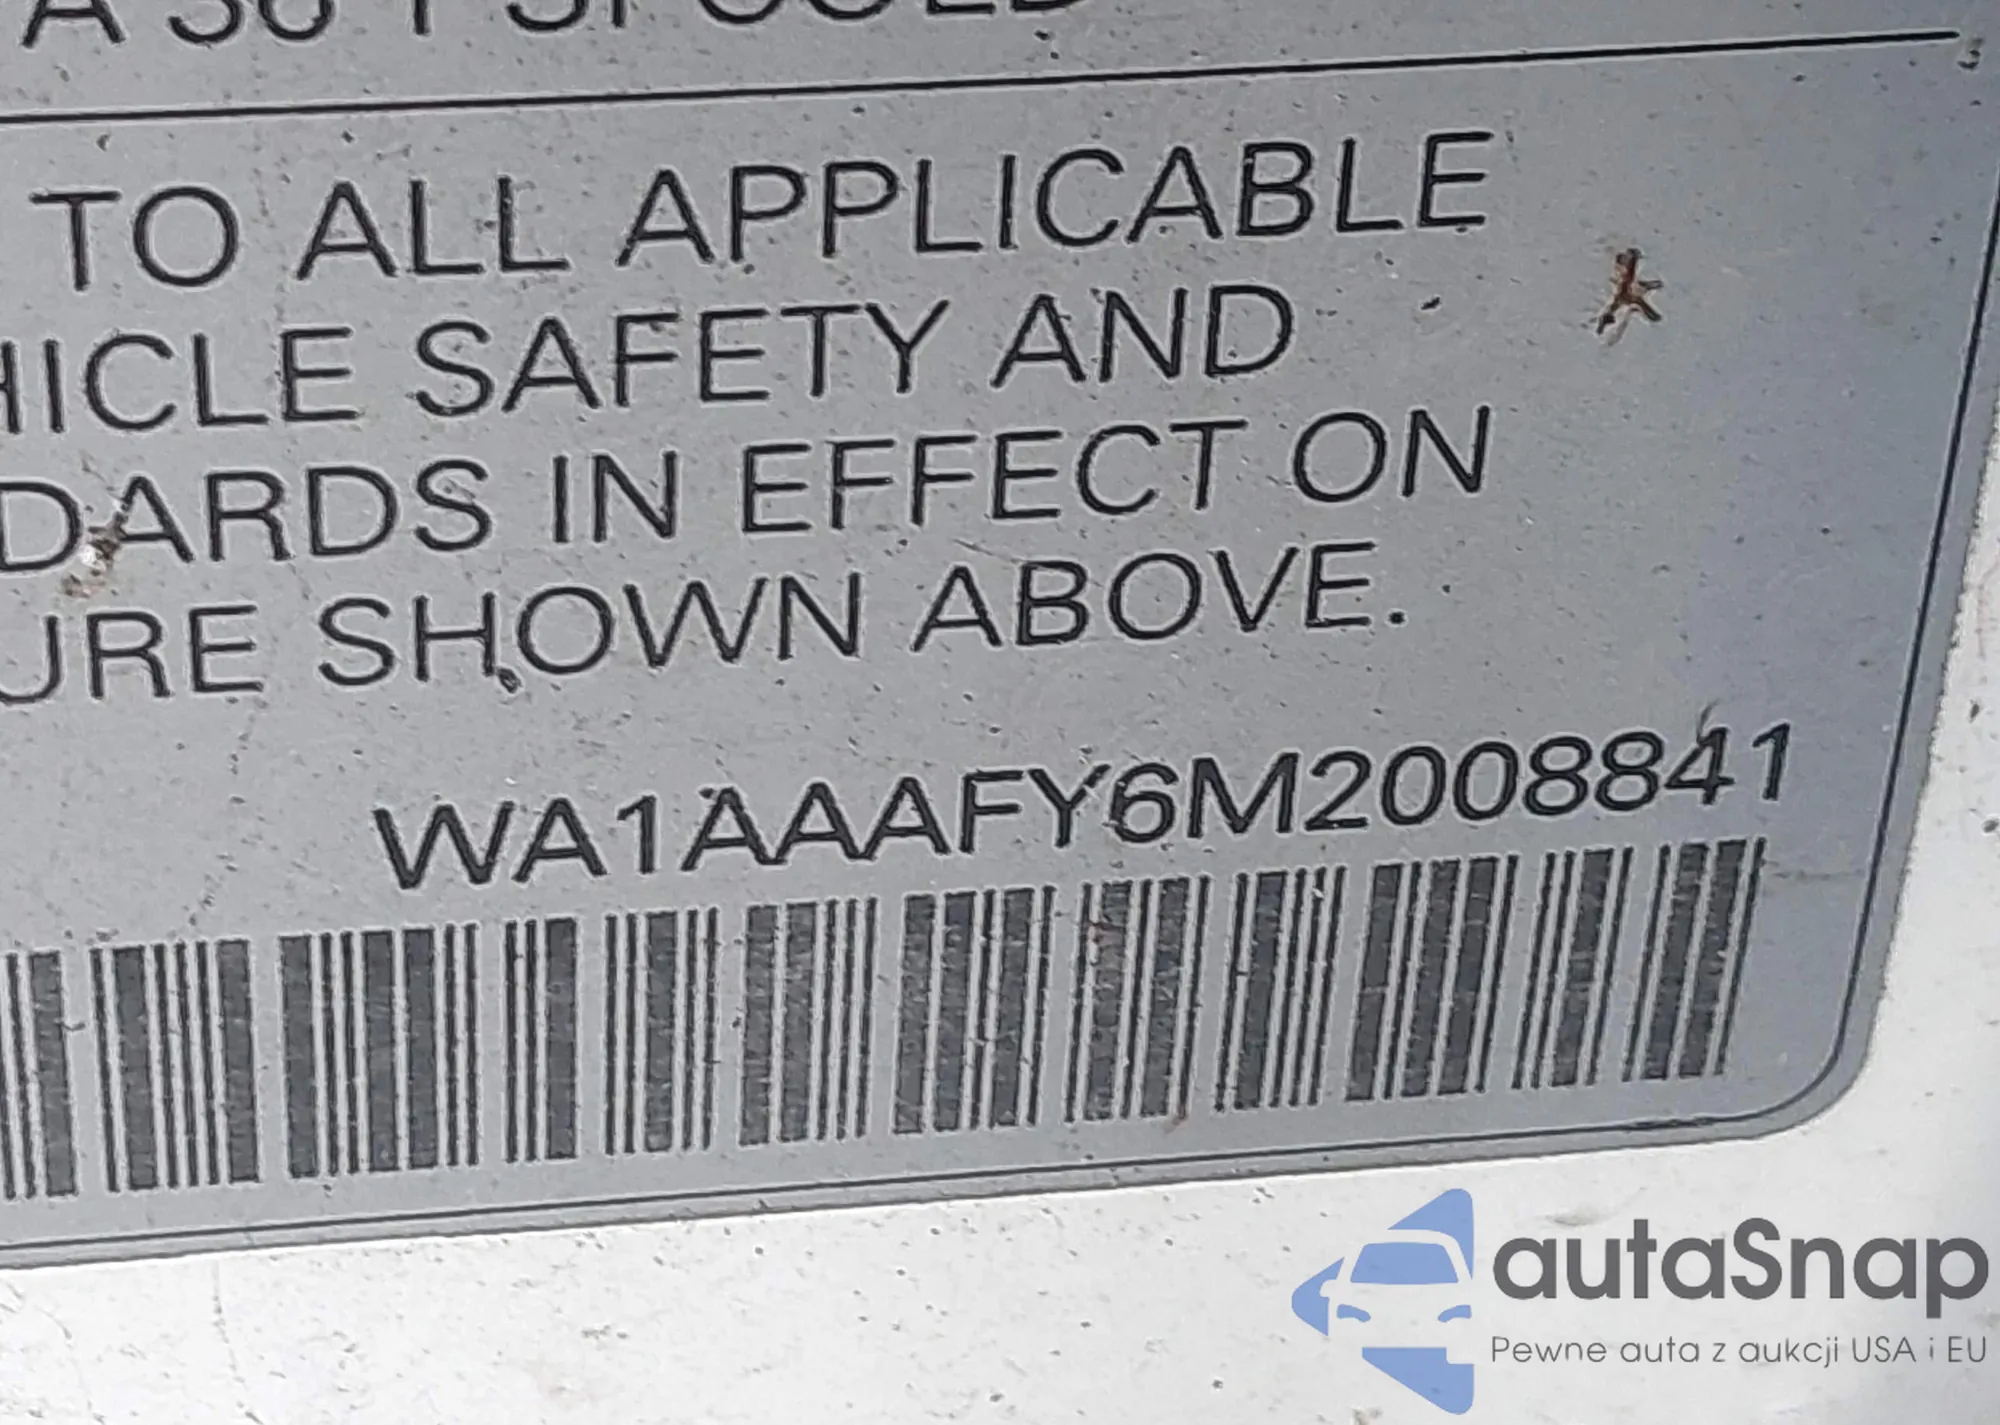 TO ALL APPLICABLE
HICLE SAFETY AND
DARDS IN EFFECT ON
URE SHOWN ABOVE.
WA1AAAFY6M2008841
autaSnap
Pewne auta z aukcji USA i EU